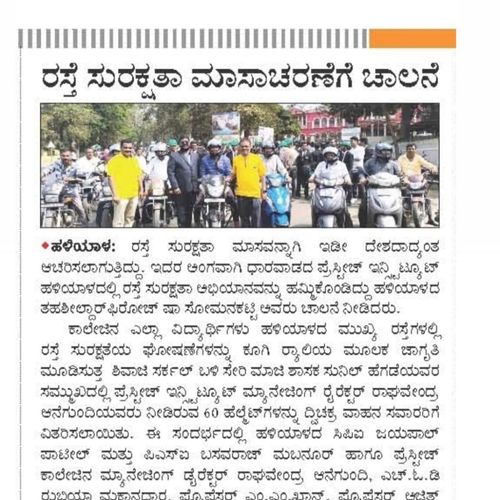 ರಸ್ತೆ ಸುರಕ್ಷತಾ ಮಾಸಾಚರಣೆಗೆ ಚಾಲನೆ
ಹಳಿಯಾಳ: ರಸ್ತೆ ಸುರಕ್ಷತಾ ಮಾಸವನ್ನಾಗಿ ಇಡೀ ದೇಶದಾದ್ಯಂತ
ಆಚರಿಸಲಾಗುತ್ತಿದ್ದು. ಇದರ ಅಂಗವಾಗಿ ಧಾರವಾಡದ ಪ್ರೆಸ್ಟೀಜ್ ಇನ್ಸ್ಟಿಟ್ಯೂಟ್
ಹಳಿಯಾಳದಲ್ಲಿ ರಸ್ತೆ ಸುರಕ್ಷತಾ ಅಭಿಯಾನವನ್ನು ಹಮ್ಮಿಕೊಂಡಿದ್ದು ಹಳಿಯಾಳದ
ತಹಶೀಲ್ದಾರ್ ಫಿರೋಜ್ ಷಾ ಸೋಮನಕಟ್ಟಿ ಅವರು ಚಾಲನೆ ನೀಡಿದರು.
ಕಾಲೇಜಿನ ಎಲ್ಲಾ ವಿದ್ಯಾರ್ಥಿಗಳು ಹಳಿಯಾಳದ ಮುಖ್ಯ ರಸ್ತೆಗಳಲ್ಲಿ
ರಸ್ತೆ ಸುರಕ್ಷತೆಯ ಘೋಷಣೆಗಳನ್ನು ಕೂಗಿ ರ‍್ಯಾಲಿಯ ಮೂಲಕ ಜಾಗೃತಿ
ಮೂಡಿಸುತ್ತ ಶಿವಾಜಿ ಸರ್ಕಲ್ ಬಳಿ ಸೇರಿ ಮಾಜಿ ಶಾಸಕ ಸುನಿಲ್ ಹೆಗಡೆಯವರ
ಸಮ್ಮುಖದಲ್ಲಿ ಪ್ರೆಸ್ಟೀಜ್ ಇನ್ಸ್ಟಿಟ್ಯೂಟ್ ಮ್ಯಾನೇಜಿಂಗ್ ಡೈರೆಕ್ಟರ್ ರಾಘವೇಂದ್ರ
ಆನೆಗುಂದಿಯವರು ನೀಡಿರುವ 60 ಹೆಲ್ಮೆಟ್‌ಗಳನ್ನು ದ್ವಿಚಕ್ರ ವಾಹನ ಸವಾರರಿಗೆ
ವಿತರಿಸಲಾಯಿತು. ಈ ಸಂದರ್ಭದಲ್ಲಿ ಹಳಿಯಾಳದ ಸಿಪಿಐ ಜಯಪಾಲ್
ಪಾಟೀಲ್ ಮತ್ತು ಪಿಎಸ್ಐ ಬಸವರಾಜ್ ಮಬನೂರ್ ಹಾಗೂ ಪ್ರೆಸ್ಟೀಜ್
ಕಾಲೇಜಿನ ಮ್ಯಾನೇಜಿಂಗ್ ಡೈರೆಕ್ಟರ್ ರಾಘವೇಂದ್ರ ಆನೆಗುಂದಿ, ಎಚ್.ಓ.ಡಿ